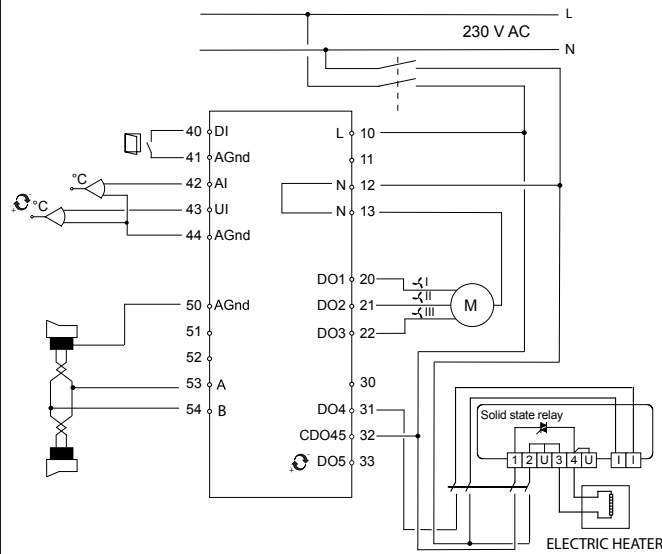 L
230 V AC
N
40 DI L 10
41 AGnd 11
°C 42 AI N 12
°C 43 UI N 13
44 AGnd
DO1 20 I
50 AGnd DO2 21 II M
51 DO3 22 III
52
53 A 30
54 B DO4 31
Solid state relay
CDO45 32
1 2 U 3 4 U I I
DO5 33
ELECTRIC HEATER